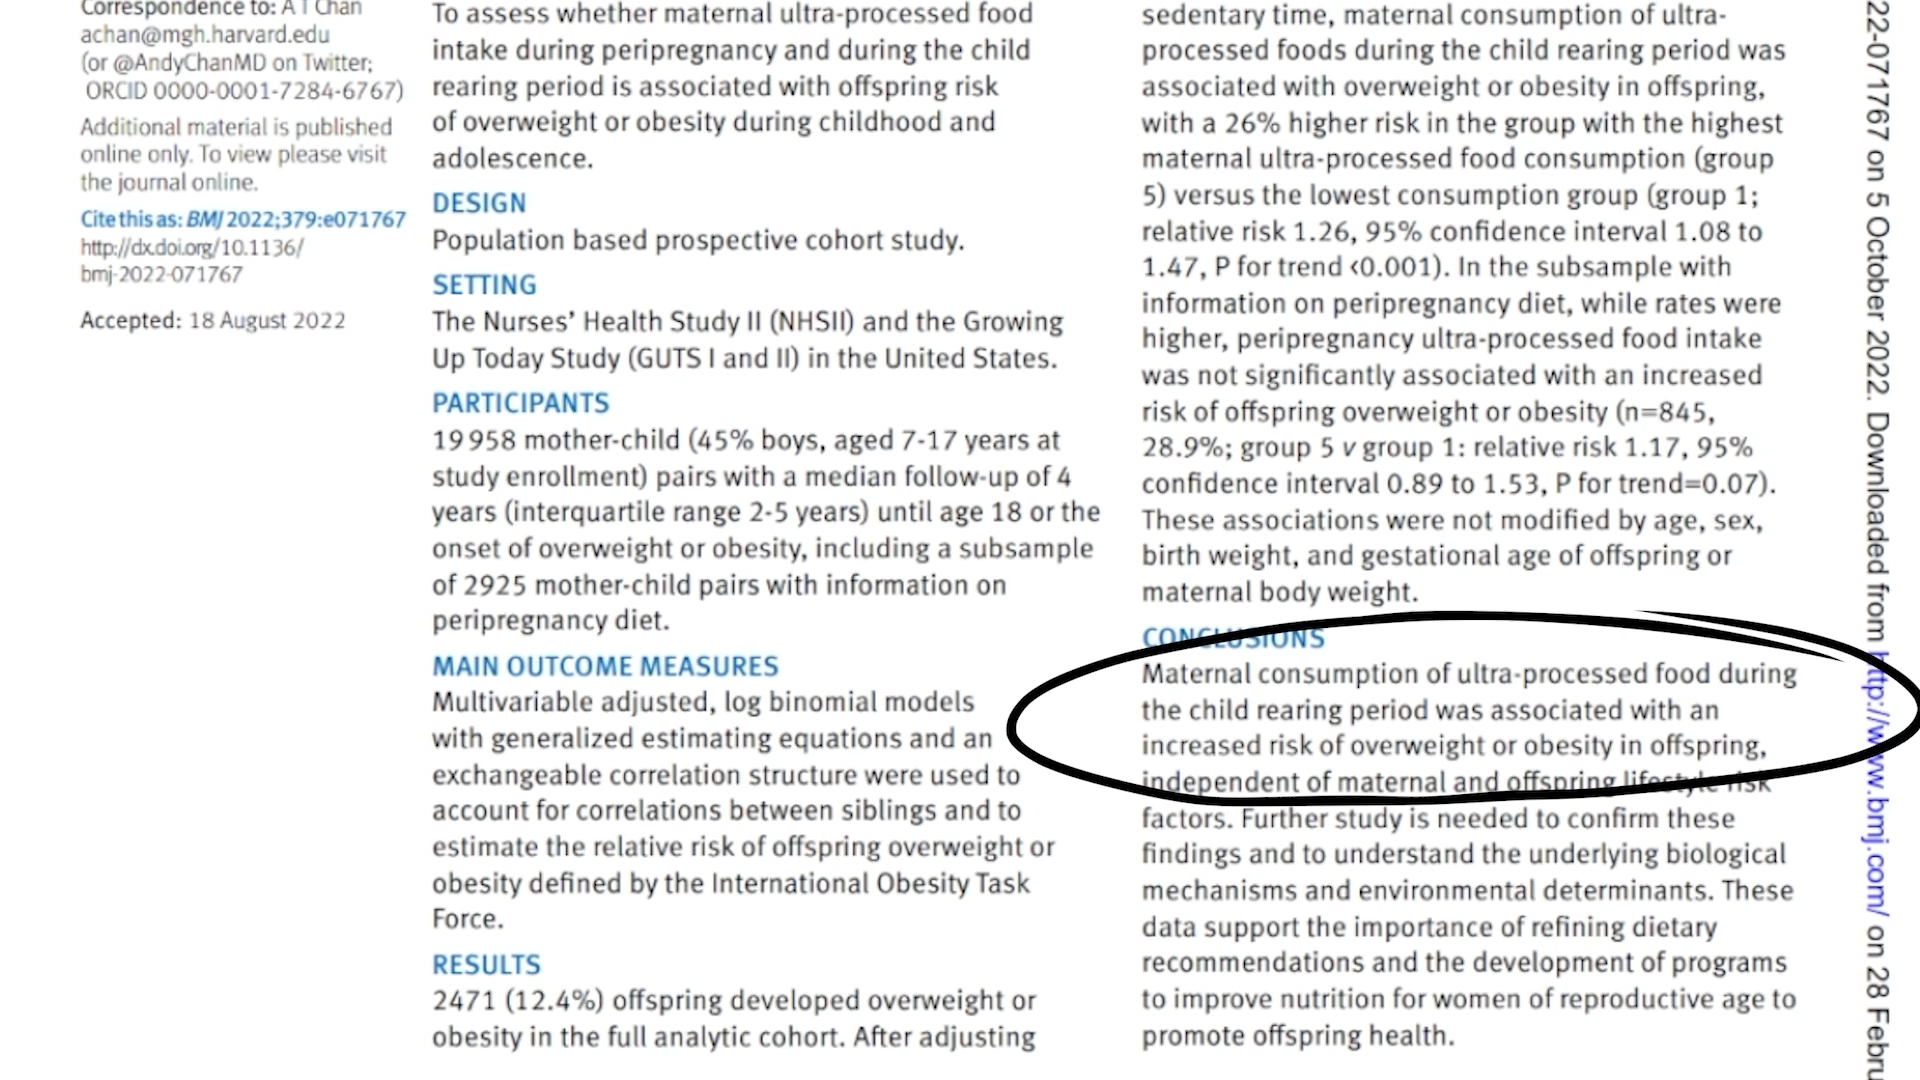 Correspondence to: A T Chan
achan@mgh.harvard.edu
(or @AndyChanMD on Twitter;
ORCID 0000-0001-7284-6767)
Additional material is published
online only. To view please visit
the journal online.
Cite this as: BMJ 2022;379:e071767
http://dx.doi.org/10.1136/
bmj-2022-071767
Accepted: 18 August 2022
To assess whether maternal ultra-processed food
intake during peripregnancy and during the child
rearing period is associated with offspring risk
of overweight or obesity during childhood and
adolescence.
DESIGN
Population based prospective cohort study.
SETTING
The Nurses’ Health Study II (NHSII) and the Growing
Up Today Study (GUTS I and II) in the United States.
PARTICIPANTS
19 958 mother-child (45% boys, aged 7-17 years at
study enrollment) pairs with a median follow-up of 4
years (interquartile range 2-5 years) until age 18 or the
onset of overweight or obesity, including a subsample
of 2925 mother-child pairs with information on
peripregnancy diet.
MAIN OUTCOME MEASURES
Multivariable adjusted, log binomial models
with generalized estimating equations and an
exchangeable correlation structure were used to
account for correlations between siblings and to
estimate the relative risk of offspring overweight or
obesity defined by the International Obesity Task
Force.
RESULTS
2471 (12.4%) offspring developed overweight or
obesity in the full analytic cohort. After adjusting
sedentary time, maternal consumption of ultra-
processed foods during the child rearing period was
associated with overweight or obesity in offspring,
with a 26% higher risk in the group with the highest
maternal ultra-processed food consumption (group
5) versus the lowest consumption group (group 1;
relative risk 1.26, 95% confidence interval 1.08 to
1.47, P for trend <0.001). In the subsample with
information on peripregnancy diet, while rates were
higher, peripregnancy ultra-processed food intake
was not significantly associated with an increased
risk of offspring overweight or obesity (n=845,
28.9%; group 5 v group 1: relative risk 1.17, 95%
confidence interval 0.89 to 1.53, P for trend=0.07).
These associations were not modified by age, sex,
birth weight, and gestational age of offspring or
maternal body weight.
CONCLUSIONS
Maternal consumption of ultra-processed food during
the child rearing period was associated with an
increased risk of overweight or obesity in offspring,
independent of maternal and offspring lifestyle risk
factors. Further study is needed to confirm these
findings and to understand the underlying biological
mechanisms and environmental determinants. These
data support the importance of refining dietary
recommendations and the development of programs
to improve nutrition for women of reproductive age to
promote offspring health.
22-071767 on 5 October 2022. Downloaded from http://www.bmj.com/ on 28 Febru